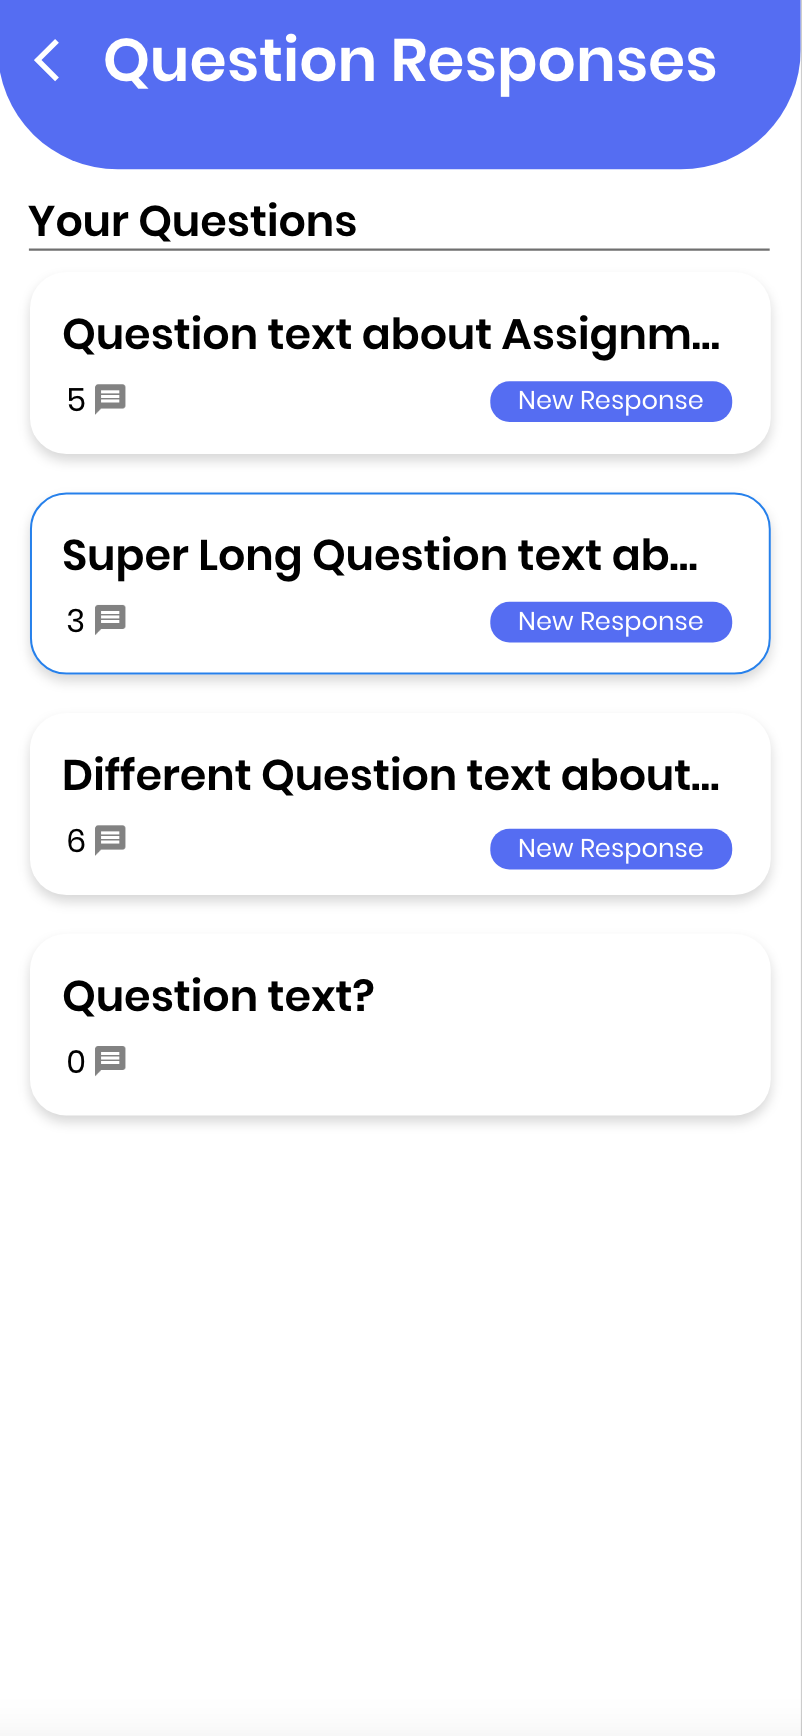 Question Responses
Your Questions
Question text about Assignm...
5 New Response
Super Long Question text ab...
3 New Response
Different Question text about...
6 New Response
Question text?
0